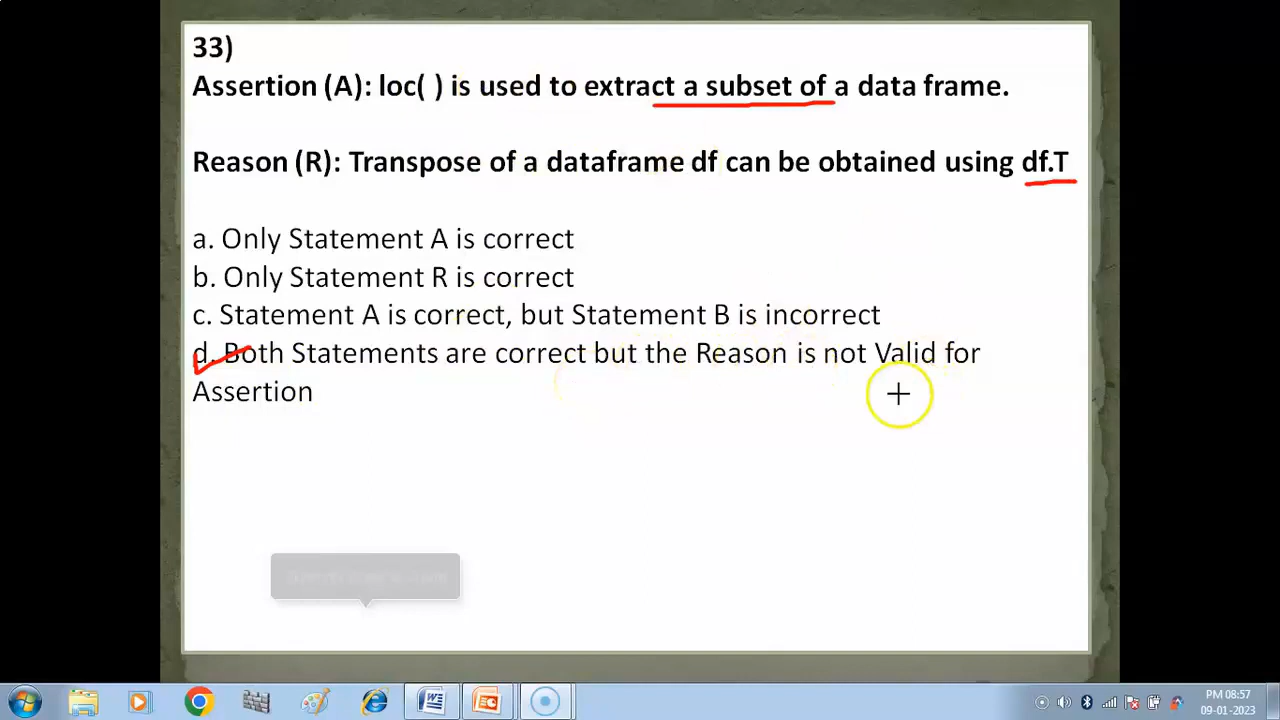 33)
Assertion (A): loc( ) is used to extract a subset of a data frame.
Reason (R): Transpose of a dataframe df can be obtained using df.T
a. Only Statement A is correct
b. Only Statement R is correct
c. Statement A is correct, but Statement B is incorrect
d. Both Statements are correct but the Reason is not Valid for
Assertion
PM 08:57
09-01-2023